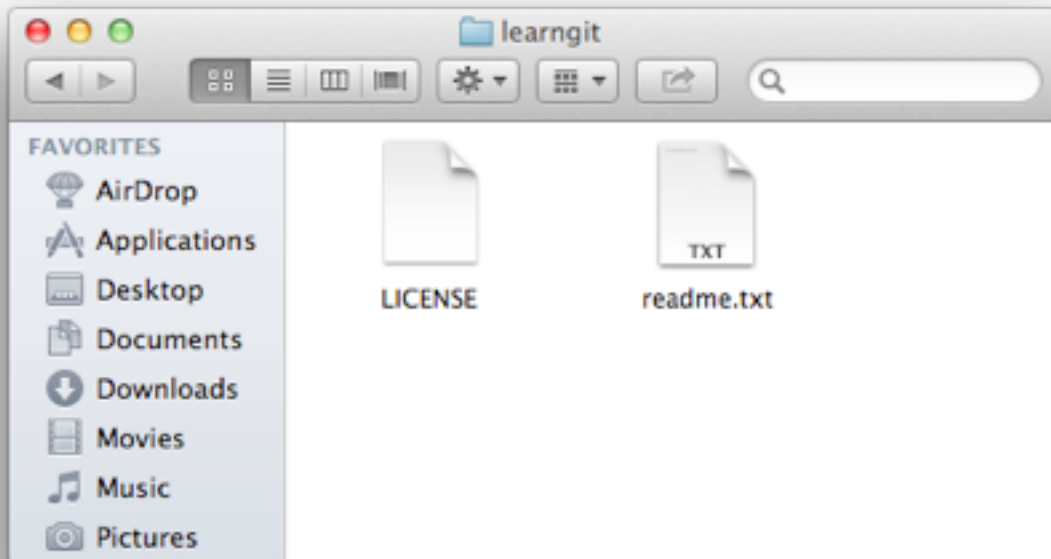 learngit
FAVORITES
AirDrop
Applications
Desktop
Documents
Downloads
Movies
Music
Pictures
TXT
LICENSE
readme.txt